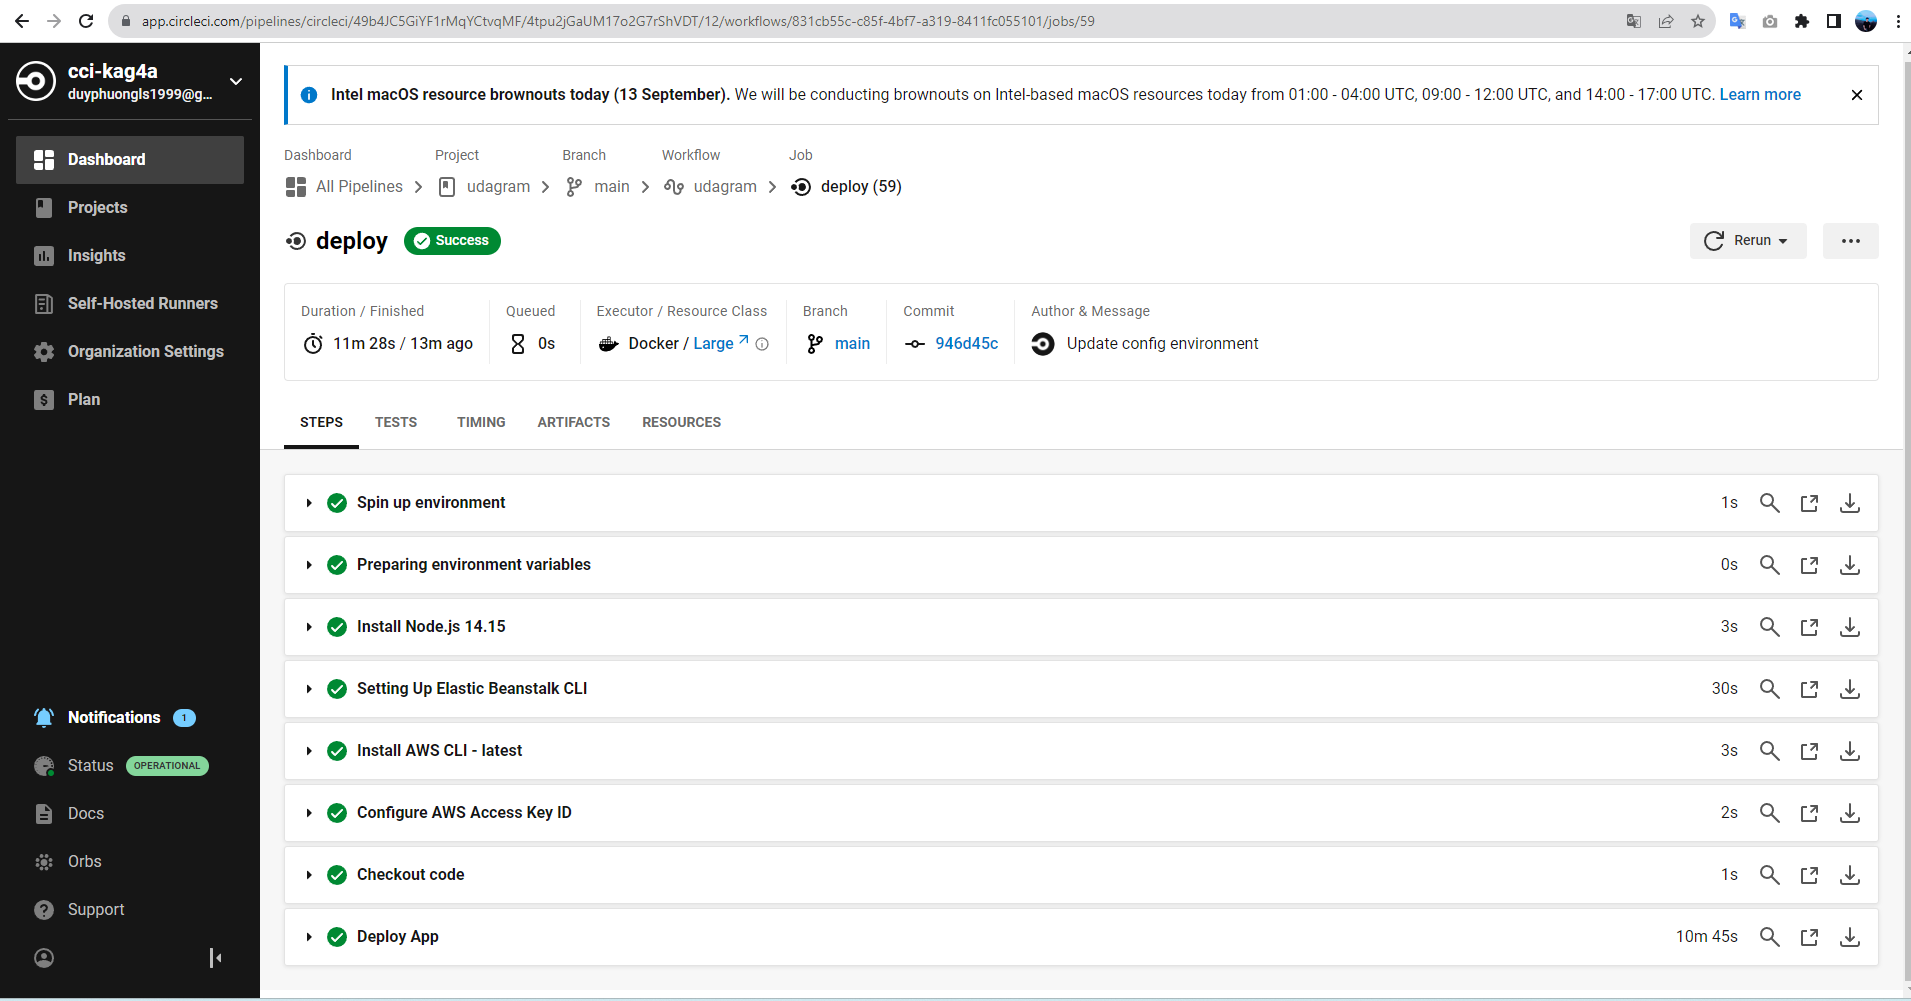 app.circleci.com/pipelines/circleci/49b4JC5GiYF1rMqYCtvqMF/4tpu2jGaUM17o2G7rShVDT/12/workflows/831cb55c-c85f-4bf7-a319-8411fc055101/jobs/59
cci-kag4a
duyphuongls1999@g...
Dashboard
Projects
Insights
Self-Hosted Runners
Organization Settings
Plan
Notifications 1
Status OPERATIONAL
Docs
Orbs
Support
Intel macOS resource brownouts today (13 September). We will be conducting brownouts on Intel-based macOS resources today from 01:00 - 04:00 UTC, 09:00 - 12:00 UTC, and 14:00 - 17:00 UTC. Learn more
Dashboard Project Branch Workflow Job
All Pipelines udagram main udagram deploy (59)
deploy Success Rerun
Duration / Finished Queued Executor / Resource Class Branch Commit Author & Message
11m 28s / 13m ago 0s Docker / Large main 946d45c Update config environment
STEPS TESTS TIMING ARTIFACTS RESOURCES
Spin up environment 1s
Preparing environment variables 0s
Install Node.js 14.15 3s
Setting Up Elastic Beanstalk CLI 30s
Install AWS CLI - latest 3s
Configure AWS Access Key ID 2s
Checkout code 1s
Deploy App 10m 45s